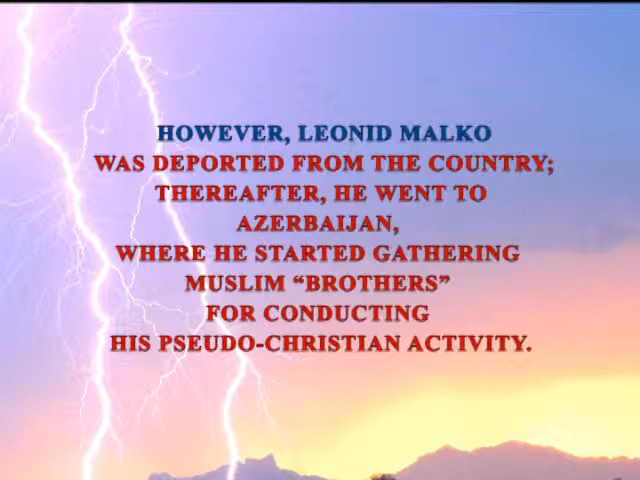 HOWEVER, LEONID MALKO
WAS DEPORTED FROM THE COUNTRY;
THEREAFTER, HE WENT TO
AZERBAIJAN,
WHERE HE STARTED GATHERING
MUSLIM “BROTHERS”
FOR CONDUCTING
HIS PSEUDO-CHRISTIAN ACTIVITY.